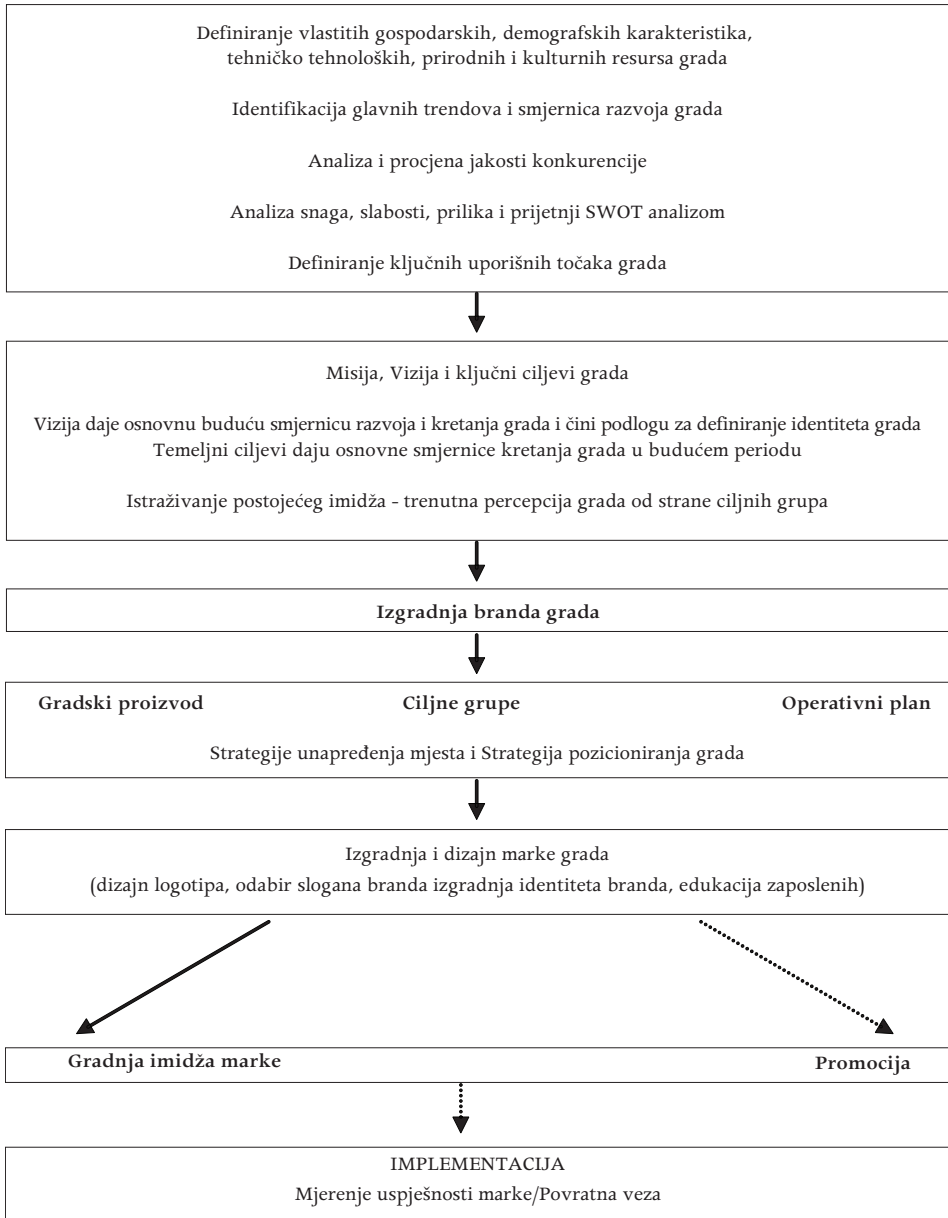 Definiranje vlastitih gospodarskih, demografskih karakteristika,
tehničko tehnoloških, prirodnih i kulturnih resursa grada
Identifikacija glavnih trendova i smjernica razvoja grada
Analiza i procjena jakosti konkurencije
Analiza snaga, slabosti, prilika i prijetnji SWOT analizom
Definiranje ključnih uporišnih točaka grada
Misija, Vizija i ključni ciljevi grada
Vizija daje osnovnu buduću smjernicu razvoja i kretanja grada i čini podlogu za definiranje identiteta grada
Temeljni ciljevi daju osnovne smjernice kretanja grada u budućem periodu
Istraživanje postojećeg imidža - trenutna percepcija grada od strane ciljnih grupa
Izgradnja branda grada
Gradski proizvod Ciljne grupe Operativni plan
Strategije unapređenja mjesta i Strategija pozicioniranja grada
Izgradnja i dizajn marke grada
(dizajn logotipa, odabir slogana branda izgradnja identiteta branda, edukacija zaposlenih)
Gradnja imidža marke Promocija
IMPLEMENTACIJA
Mjerenje uspješnosti marke/Povratna veza